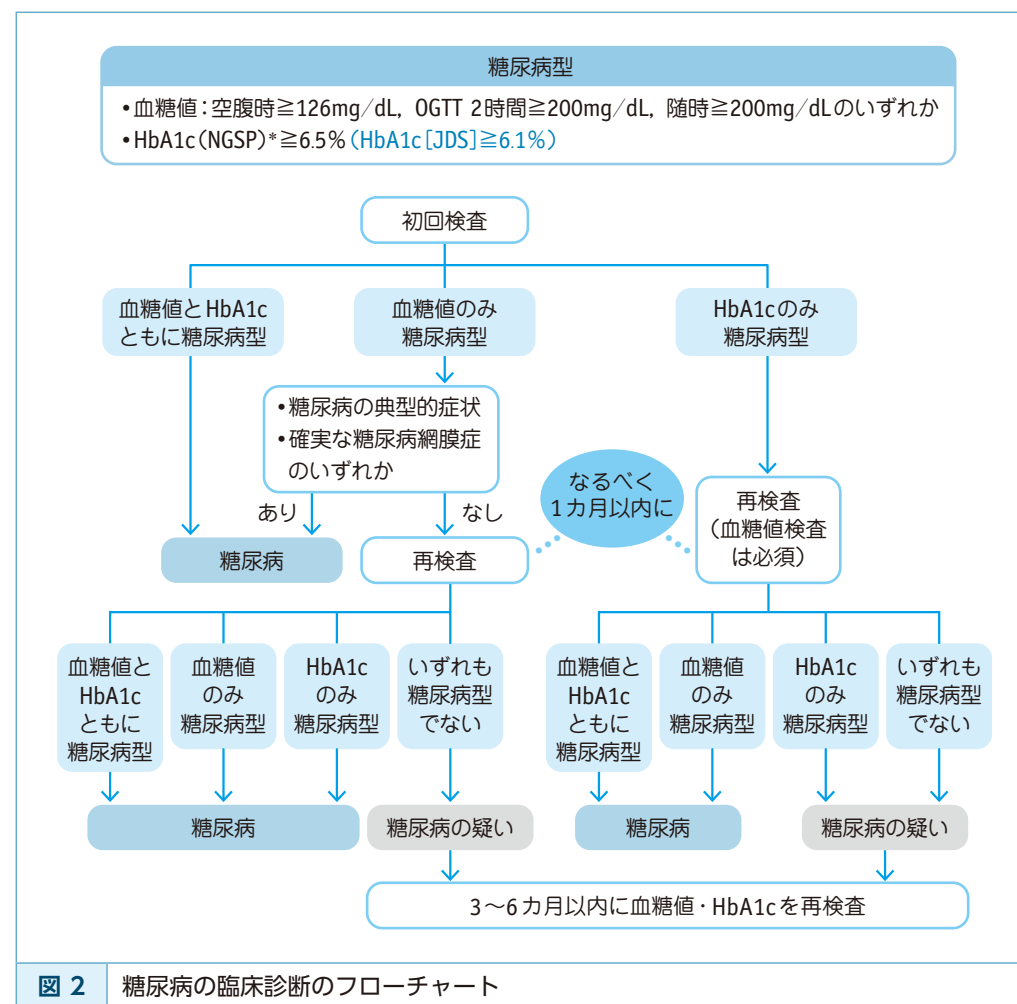 糖尿病型
•血糖値：空腹時≧126mg/dL, OGTT 2時間≧200mg/dL, 随時≧200mg/dLのいずれか
•HbA1c（NGSP）*≧6.5%（HbA1c［JDS］≧6.1%）
初回検査
血糖値とHbA1c
ともに糖尿病型
血糖値のみ
糖尿病型
HbA1cのみ
糖尿病型
•糖尿病の典型的症状
•確実な糖尿病網膜症
のいずれか
なるべく
1カ月以内に
再検査
（血糖値検査
は必須）
あり
なし
糖尿病
再検査
血糖値と
HbA1c
ともに
糖尿病型
血糖値
のみ
糖尿病型
HbA1c
のみ
糖尿病型
いずれも
糖尿病型
でない
血糖値と
HbA1c
ともに
糖尿病型
血糖値
のみ
糖尿病型
HbA1c
のみ
糖尿病型
いずれも
糖尿病型
でない
糖尿病
糖尿病の疑い
糖尿病
糖尿病の疑い
3～6カ月以内に血糖値・HbA1cを再検査
図 2 糖尿病の臨床診断のフローチャート